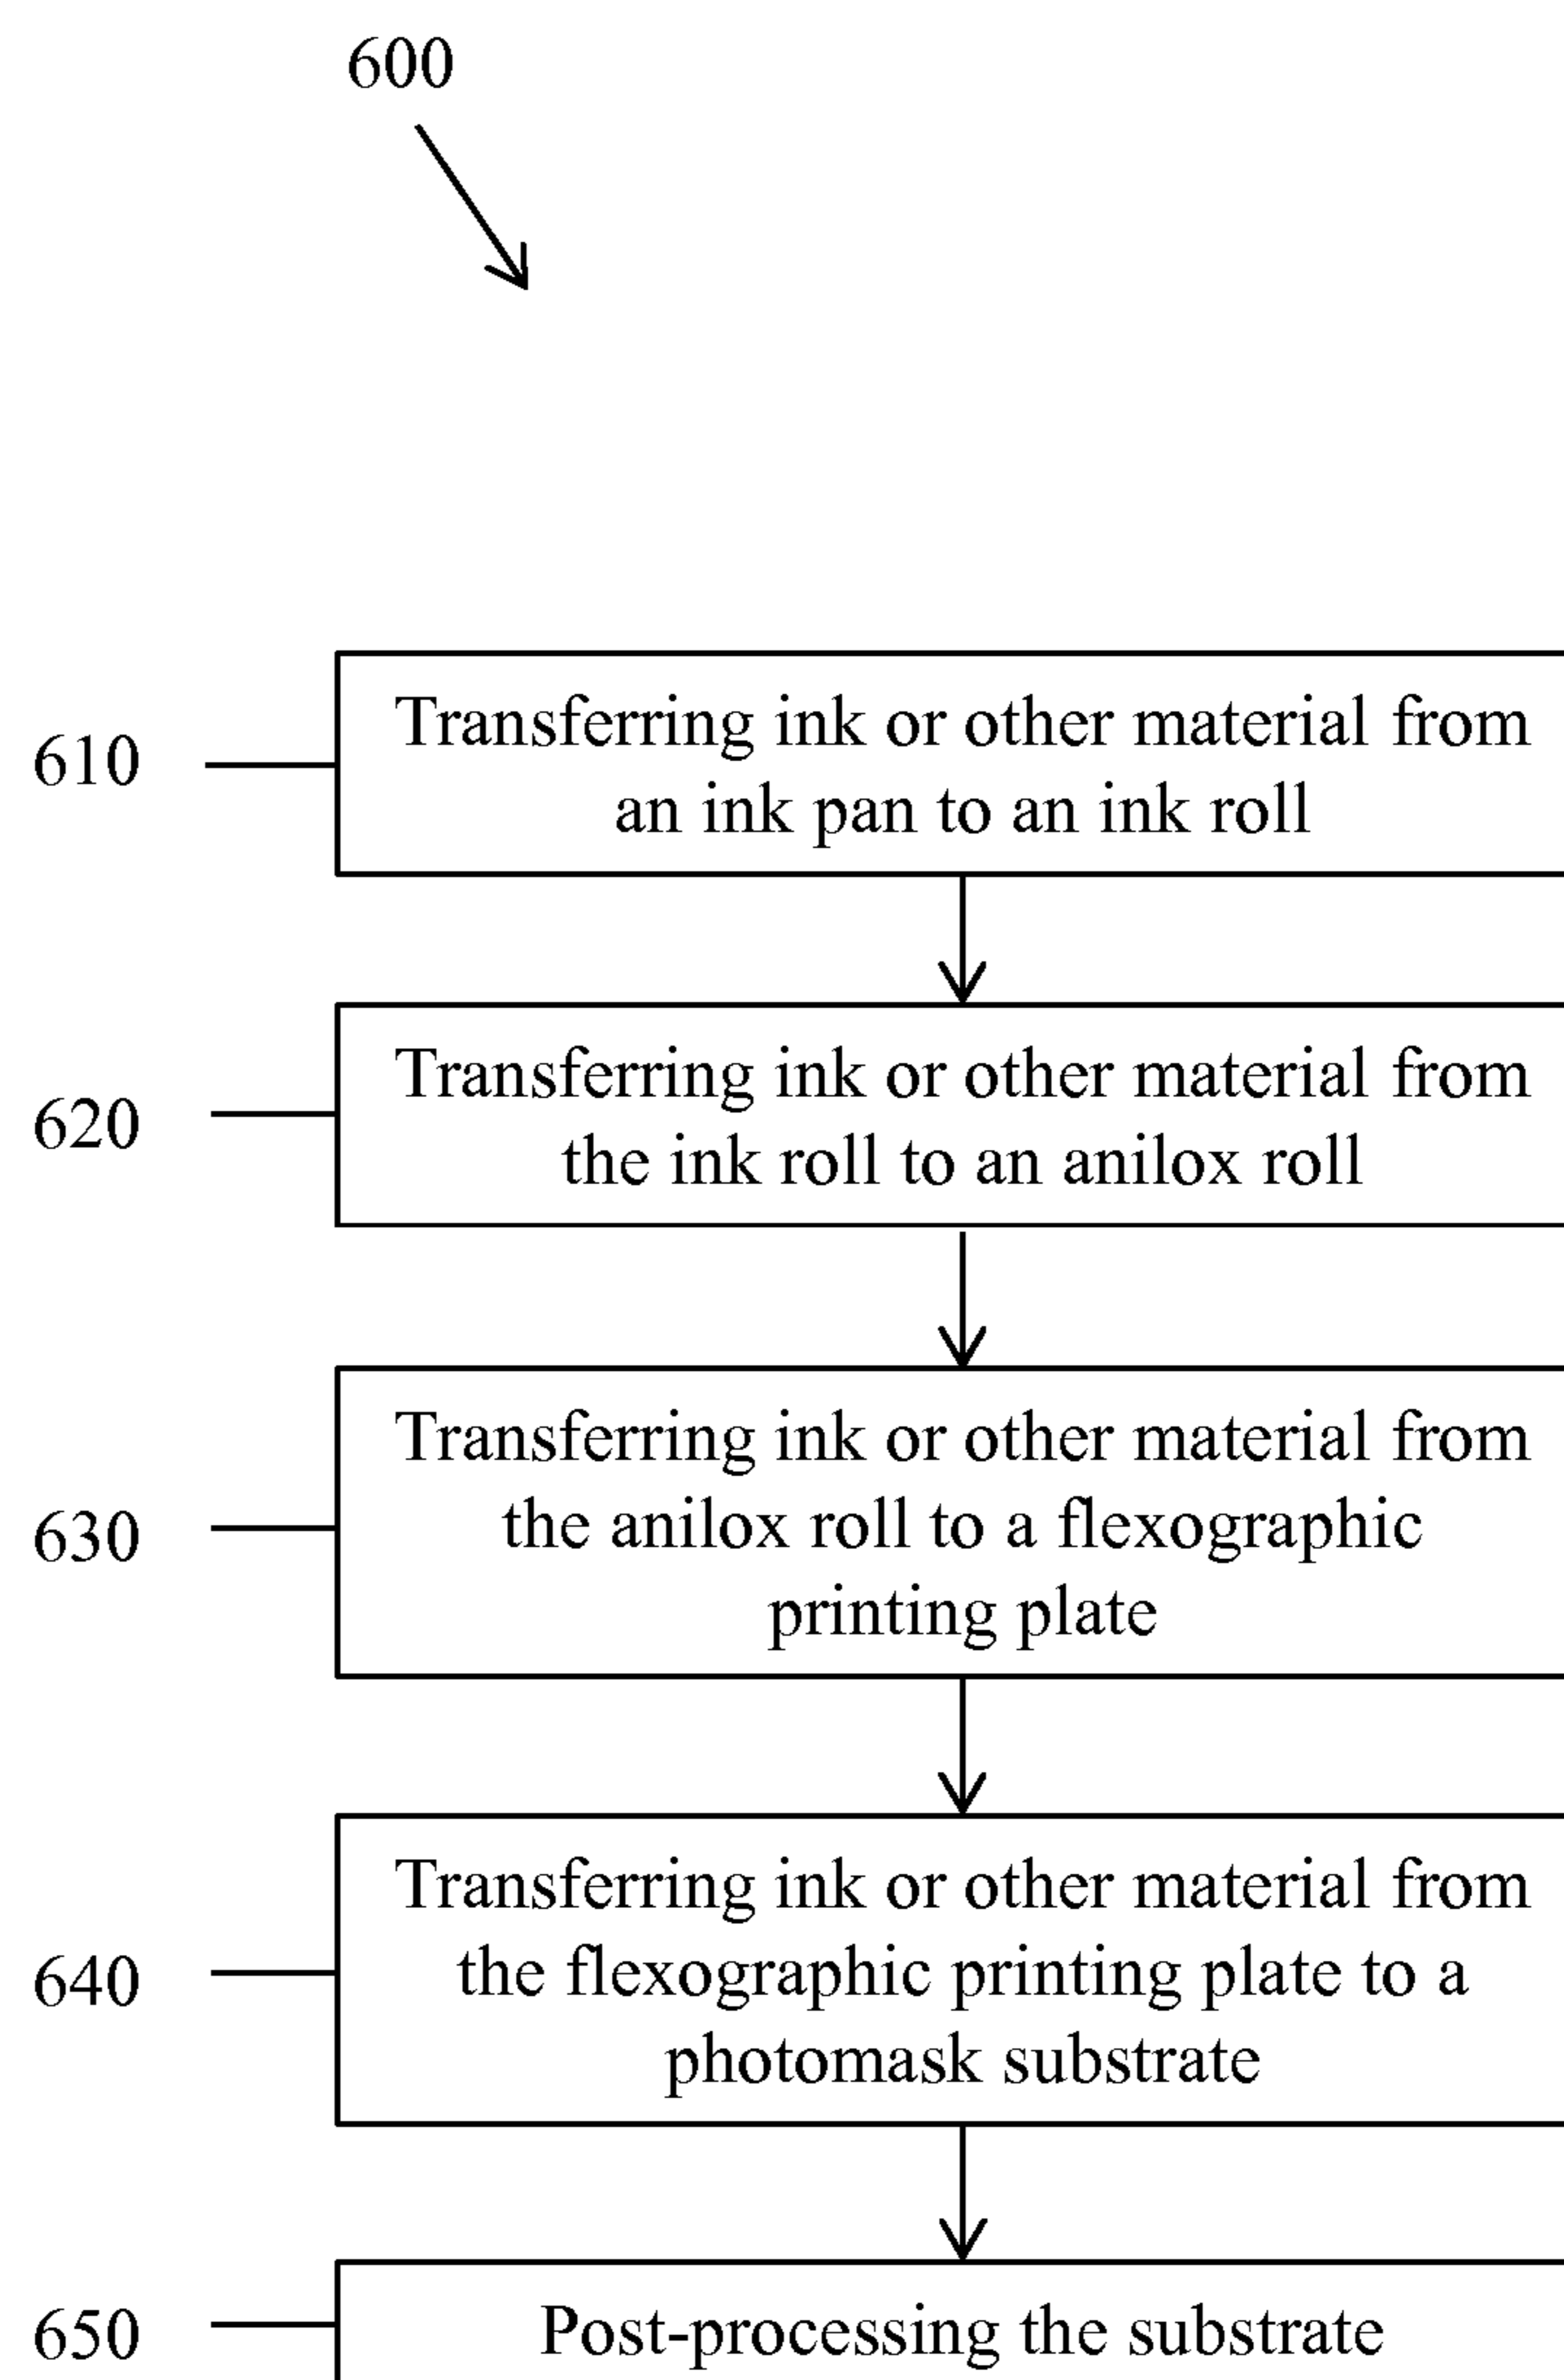 600
610
Transferring ink or other material from
an ink pan to an ink roll
620
Transferring ink or other material from
the ink roll to an anilox roll
630
Transferring ink or other material from
the anilox roll to a flexographic
printing plate
640
Transferring ink or other material from
the flexographic printing plate to a
photomask substrate
650
Post-processing the substrate